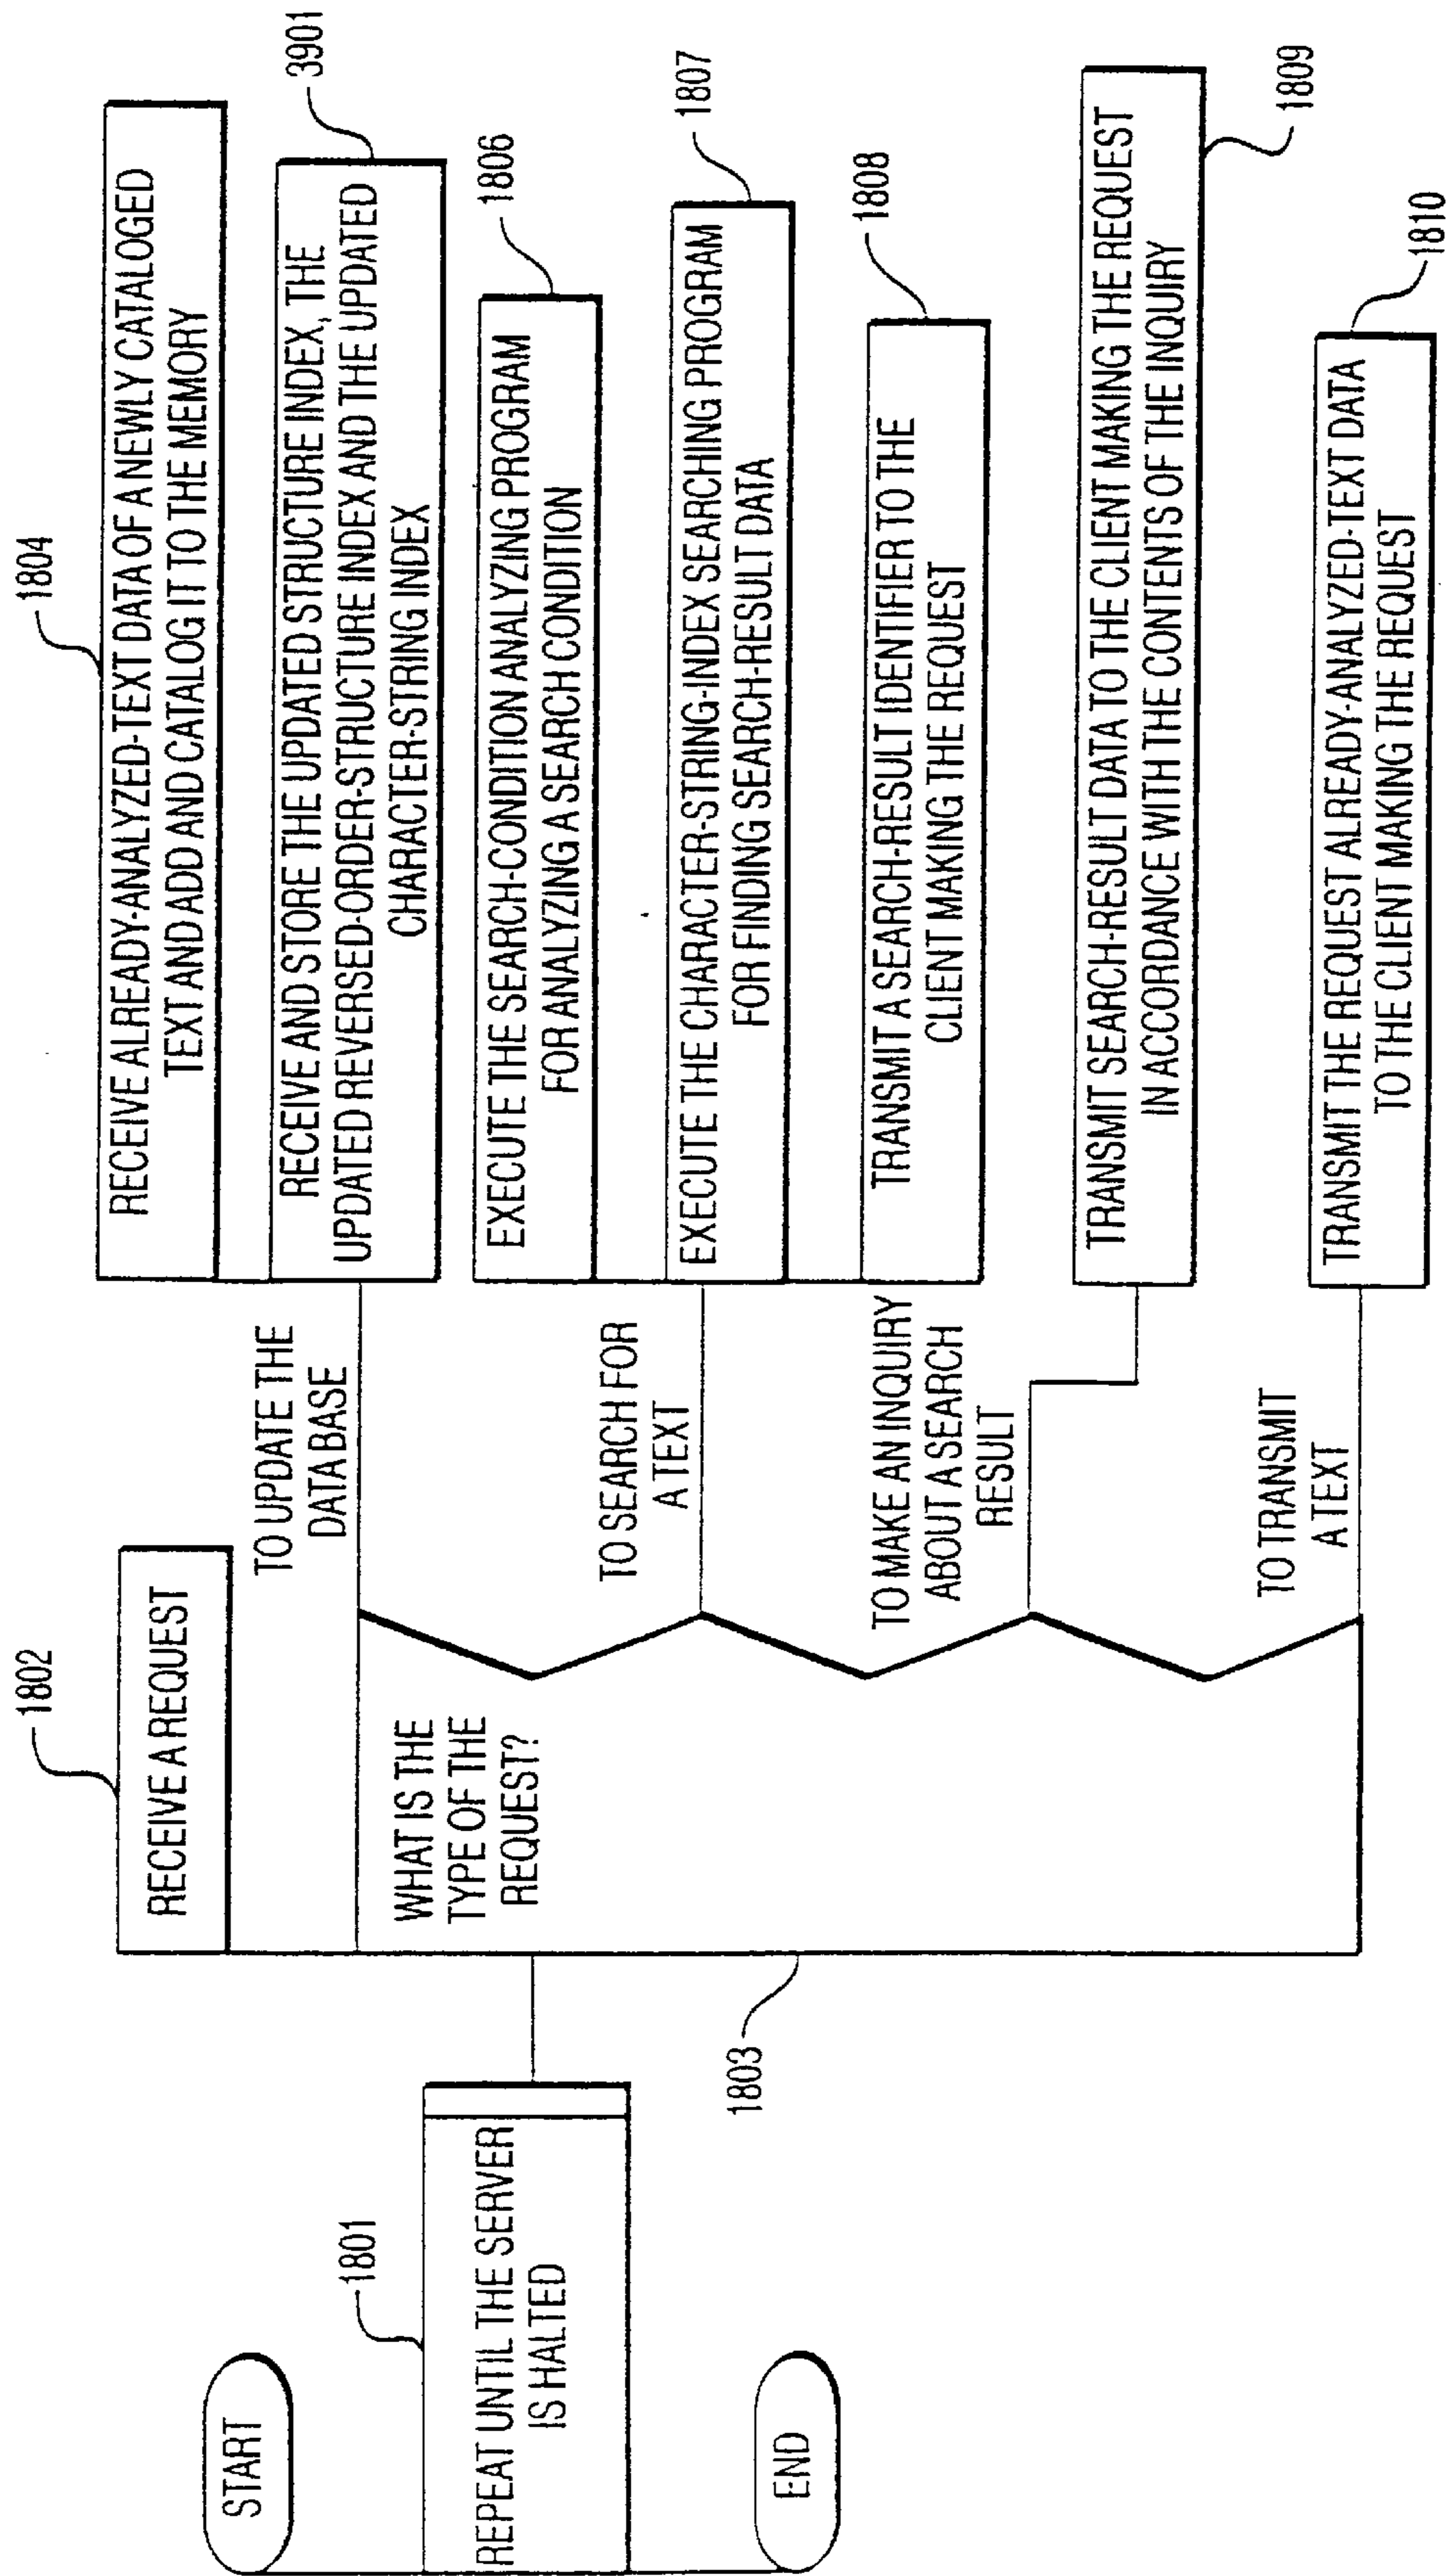 START
1801
REPEAT UNTIL THE SERVER
IS HALTED
END
1802
RECEIVE A REQUEST
WHAT IS THE
TYPE OF THE
REQUEST?
1803
TO UPDATE THE
DATA BASE
1804
RECEIVE ALREADY-ANALYZED-TEXT DATA OF A NEWLY CATALOGED
TEXT AND ADD AND CATALOG IT TO THE MEMORY
RECEIVE AND STORE THE UPDATED STRUCTURE INDEX, THE
UPDATED REVERSED-ORDER-STRUCTURE INDEX AND THE UPDATED
CHARACTER-STRING INDEX
3901
TO SEARCH FOR
A TEXT
EXECUTE THE SEARCH-CONDITION ANALYZING PROGRAM
FOR ANALYZING A SEARCH CONDITION
1806
EXECUTE THE CHARACTER-STRING-INDEX SEARCHING PROGRAM
FOR FINDING SEARCH-RESULT DATA
1807
TRANSMIT A SEARCH-RESULT IDENTIFIER TO THE
CLIENT MAKING THE REQUEST
1808
TO MAKE AN INQUIRY
ABOUT A SEARCH
RESULT
TRANSMIT SEARCH-RESULT DATA TO THE CLIENT MAKING THE REQUEST
IN ACCORDANCE WITH THE CONTENTS OF THE INQUIRY
1809
TO TRANSMIT
A TEXT
TRANSMIT THE REQUEST ALREADY-ANALYZED-TEXT DATA
TO THE CLIENT MAKING THE REQUEST
1810